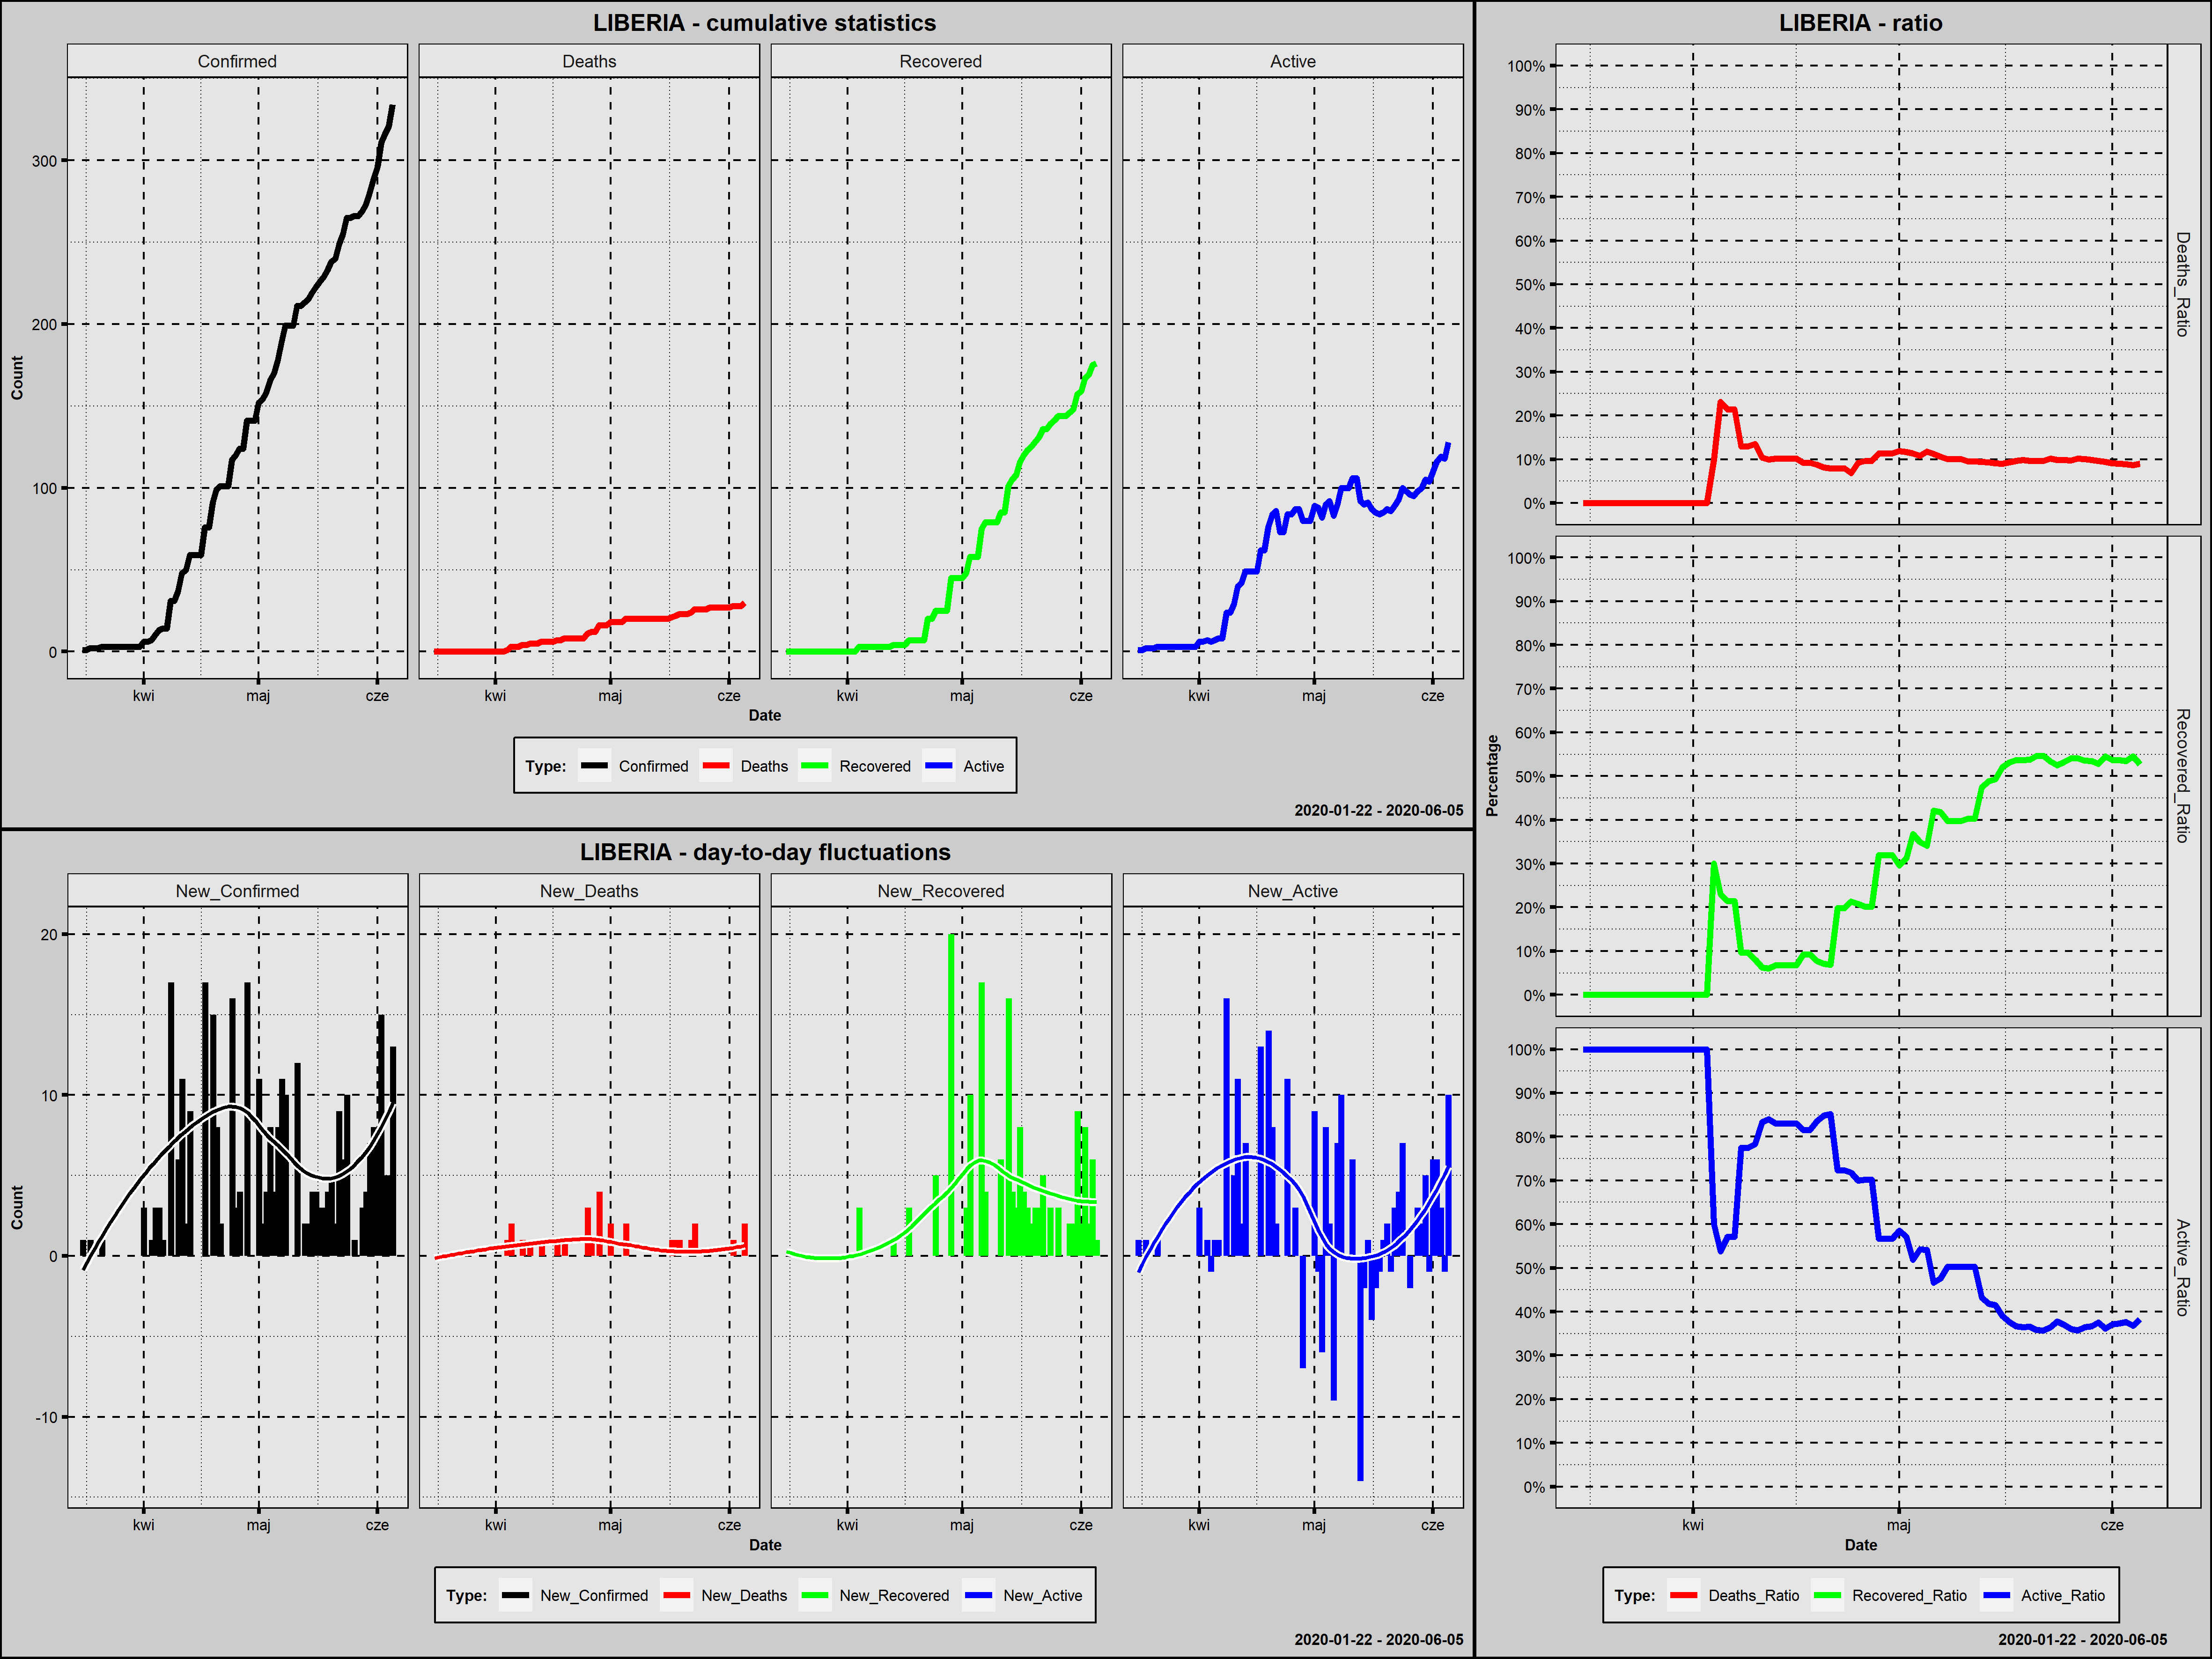 LIBERIA - cumulative statistics
Confirmed Deaths Recovered Active
Count
300
200
100
0
kwi maj cze kwi maj cze kwi maj cze kwi maj cze
Date
Type: Confirmed Deaths Recovered Active
2020-01-22 - 2020-06-05
LIBERIA - day-to-day fluctuations
New_Confirmed New_Deaths New_Recovered New_Active
Count
20
10
0
-10
kwi maj cze kwi maj cze kwi maj cze kwi maj cze
Date
Type: New_Confirmed New_Deaths New_Recovered New_Active
2020-01-22 - 2020-06-05
LIBERIA - ratio
Percentage
100%
90%
80%
70%
60%
50%
40%
30%
20%
10%
0%
Deaths_Ratio
100%
90%
80%
70%
60%
50%
40%
30%
20%
10%
0%
Recovered_Ratio
100%
90%
80%
70%
60%
50%
40%
30%
20%
10%
0%
Active_Ratio
kwi maj cze
Date
Type: Deaths_Ratio Recovered_Ratio Active_Ratio
2020-01-22 - 2020-06-05